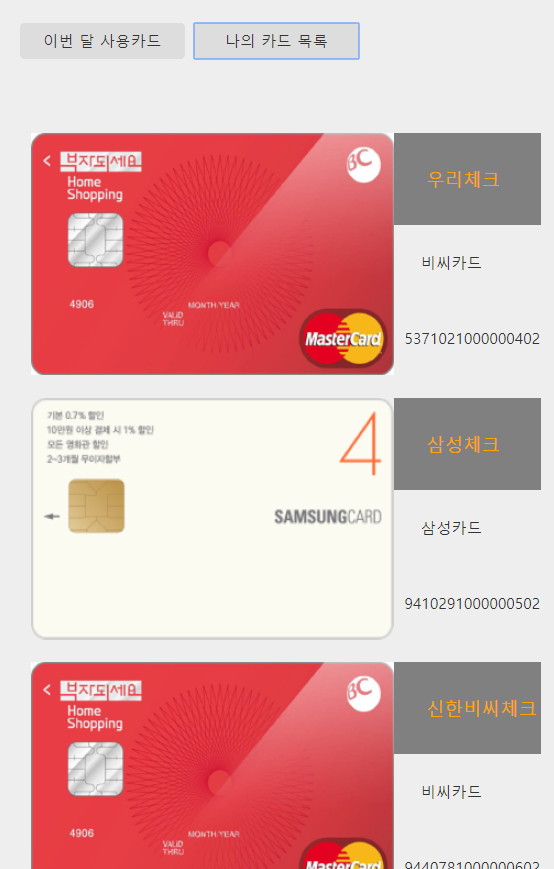 이번 달 사용카드
나의 카드 목록
부자되세요
Home
Shopping
BC
4906
MONTH/YEAR
VALID
THRU
MasterCard
우리체크
비씨카드
5371021000000402
기본 0.7% 할인
10만원 이상 결제 시 1% 할인
모든 영화관 할인
2~3개월 무이자할부
4
SAMSUNGCARD
삼성체크
삼성카드
9410291000000502
부자되세요
Home
Shopping
BC
4906
MONTH/YEAR
VALID
THRU
MasterCard
신한비씨체크
비씨카드
9440781000000602